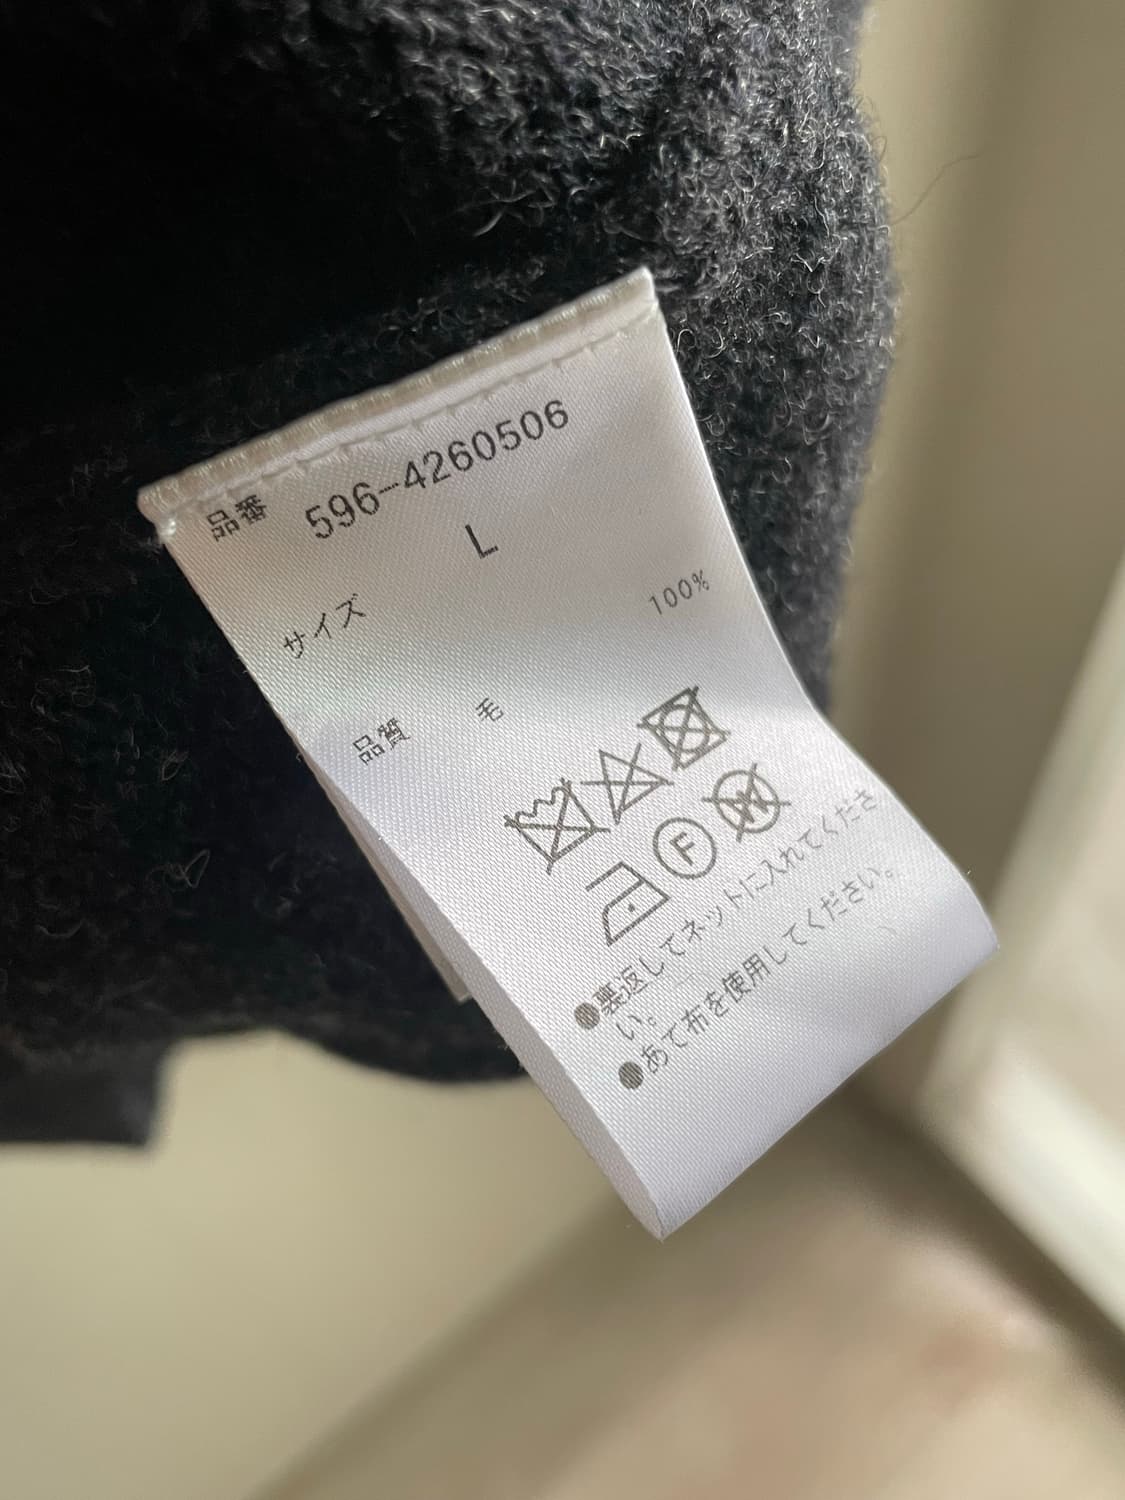 品番 596-4260506
サイズ L
品質 毛 100%
F
W
●裏返してネットに入れてくださ
い。
●あて布を使用してください。